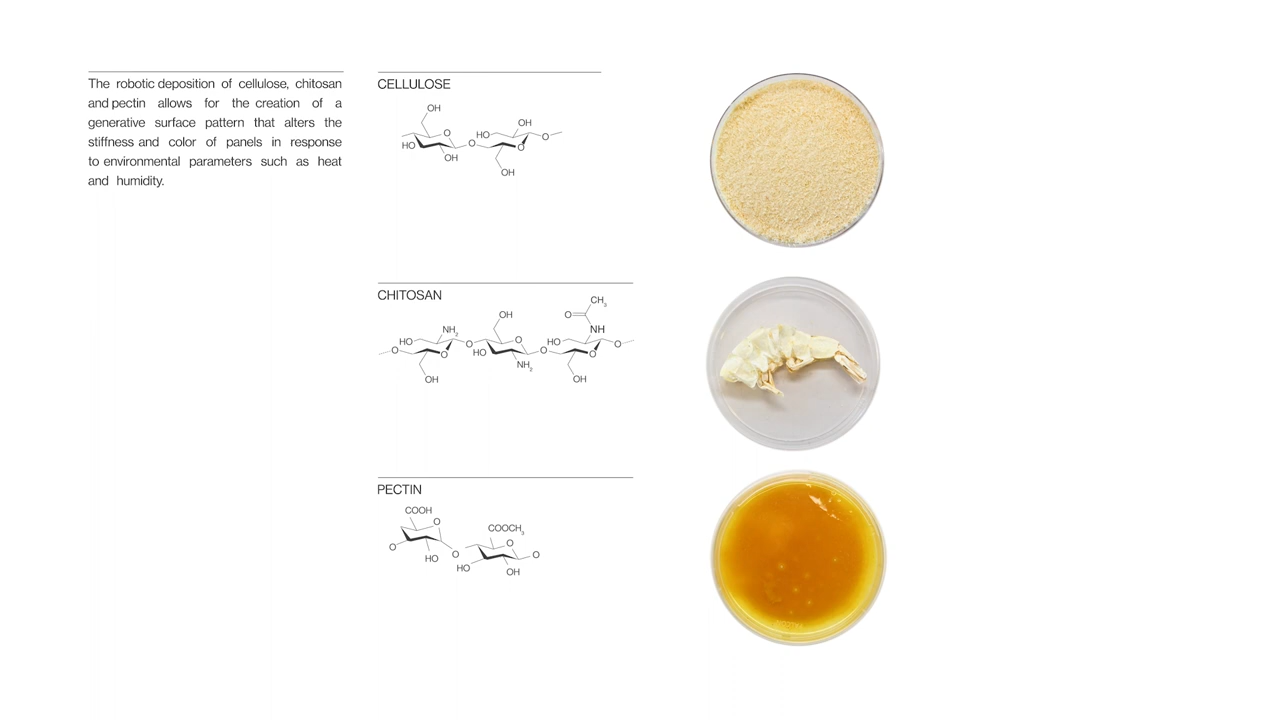 The robotic deposition of cellulose, chitosan
and pectin allows for the creation of a
generative surface pattern that alters the
stiffness and color of panels in response
to environmental parameters such as heat
and humidity.
CELLULOSE
OH
O
HO
OH
O
HO
OH
O
O
OH
CHITOSAN
O
HO
NH2
O
OH
O
OH
O
HO
NH2
O
HO
CH3
O
NH
O
O
OH
PECTIN
COOH
O
O
HO
O
COOCH3
O
O
HO
OH